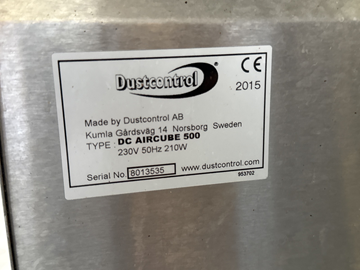 Dustcontrol
CE
2015
Made by Dustcontrol AB
Kumla Gårdsväg 14 Norsborg Sweden
TYPE : DC AIRCUBE 500
230V 50Hz 210W
www.dustcontrol.com
Serial No. 8013535
953702